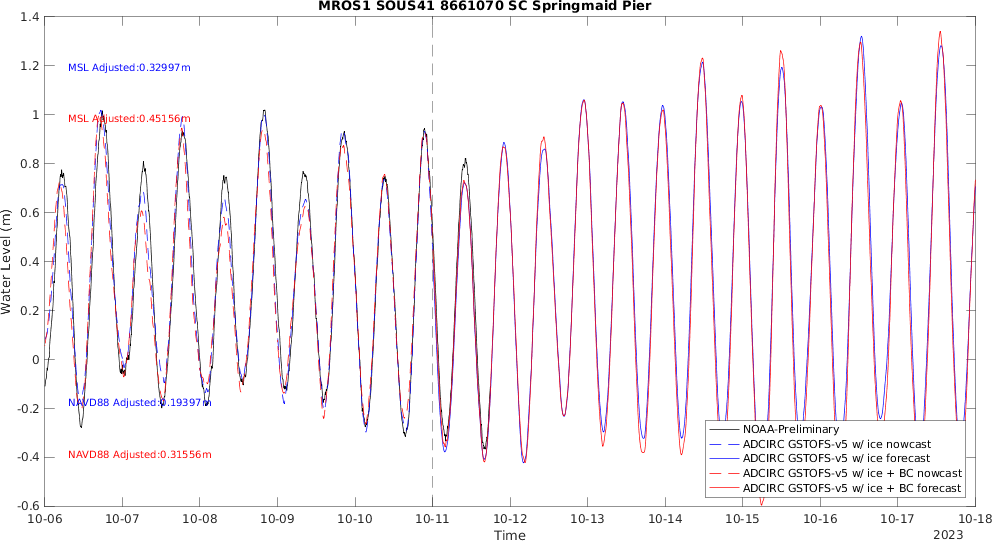 MROS1 SOUS41 8661070 SC Springmaid Pier
1.4
1.2
1
0.8
0.6
0.4
0.2
0
-0.2
-0.4
-0.6
Water Level (m)
MSL Adjusted:0.32997m
MSL Adjusted:0.45156m
NAVD88 Adjusted:0.19397m
NAVD88 Adjusted:0.31556m
NOAA-Preliminary
ADCIRC GSTOFS-v5 w/ ice nowcast
ADCIRC GSTOFS-v5 w/ ice forecast
ADCIRC GSTOFS-v5 w/ ice + BC nowcast
ADCIRC GSTOFS-v5 w/ ice + BC forecast
10-06 10-07 10-08 10-09 10-10 10-11 10-12 10-13 10-14 10-15 10-16 10-17 10-18
Time
2023